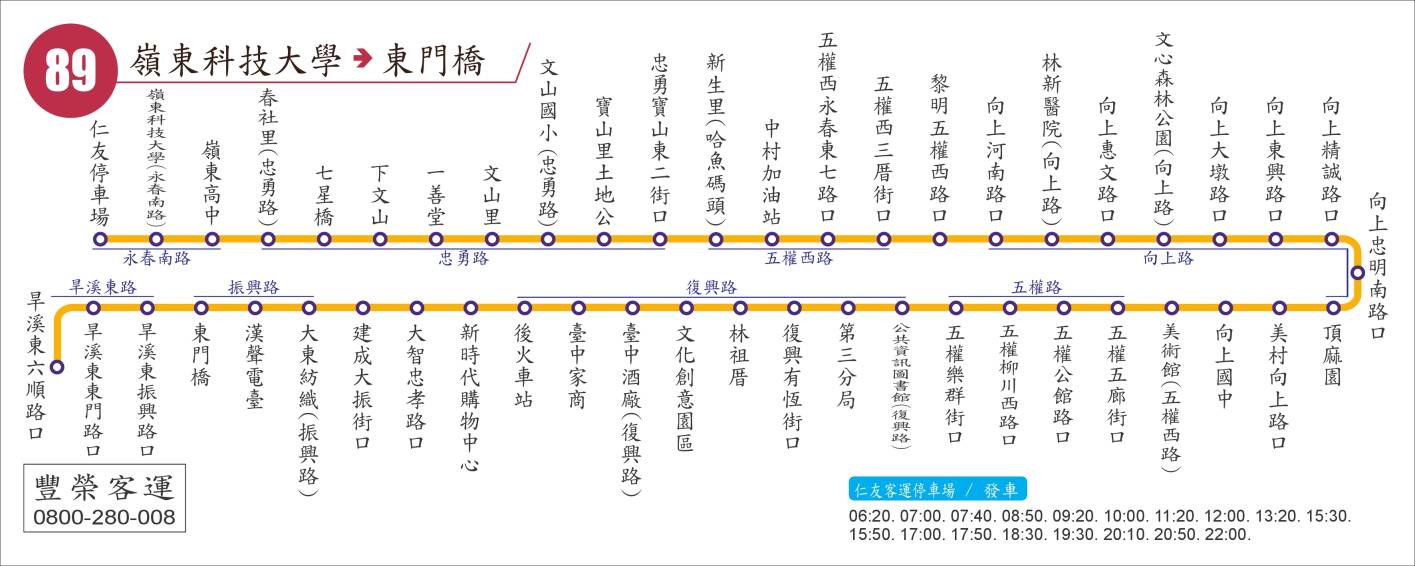 89
嶺東科技大學➔東門橋
仁友停車場
嶺東科技大學(永春南路)
嶺東高中
春社里(忠勇路)
七星橋
下文山
一善堂
文山里
文山國小(忠勇路)
寶山里土地公
忠勇寶山東二街口
新生里(哈魚碼頭)
中村加油站
五權西永春東七路口
五權西三厝街口
黎明五權西路口
向上河南路口
林新醫院(向上路)
向上惠文路口
文心森林公園(向上路)
向上大墩路口
向上東興路口
向上精誠路口
向上忠明南路口
永春南路
忠勇路
五權西路
向上路
旱溪東路
振興路
復興路
五權路
旱溪東六順路口
旱溪東東門路口
旱溪東振興路口
東門橋
漢聲電臺
大東紡織(振興路)
建成大振街口
大智忠孝路口
新時代購物中心
後火車站
臺中家商
臺中酒廠(復興路)
文化創意園區
林祖厝
復興有恆街口
第三分局
公共資訊圖書館(復興路)
五權樂群街口
五權柳川西路口
五權公館路口
五權五廊街口
美術館(五權西路)
向上國中
美村向上路口
頂麻園
豐榮客運
0800-280-008
仁友客運停車場 / 發車
06:20. 07:00. 07:40. 08:50. 09:20. 10:00. 11:20. 12:00. 13:20. 15:30.
15:50. 17:00. 17:50. 18:30. 19:30. 20:10. 20:50. 22:00.